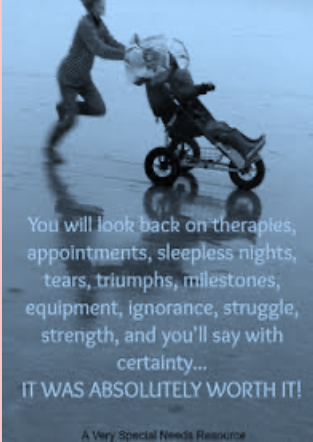 You will look back on therapies,
appointments, sleepless nights,
tears, triumphs, milestones,
equipment, ignorance, struggle,
strength, and you'll say with
certainty...
IT WAS ABSOLUTELY WORTH IT!
A Very Special Needs Resource